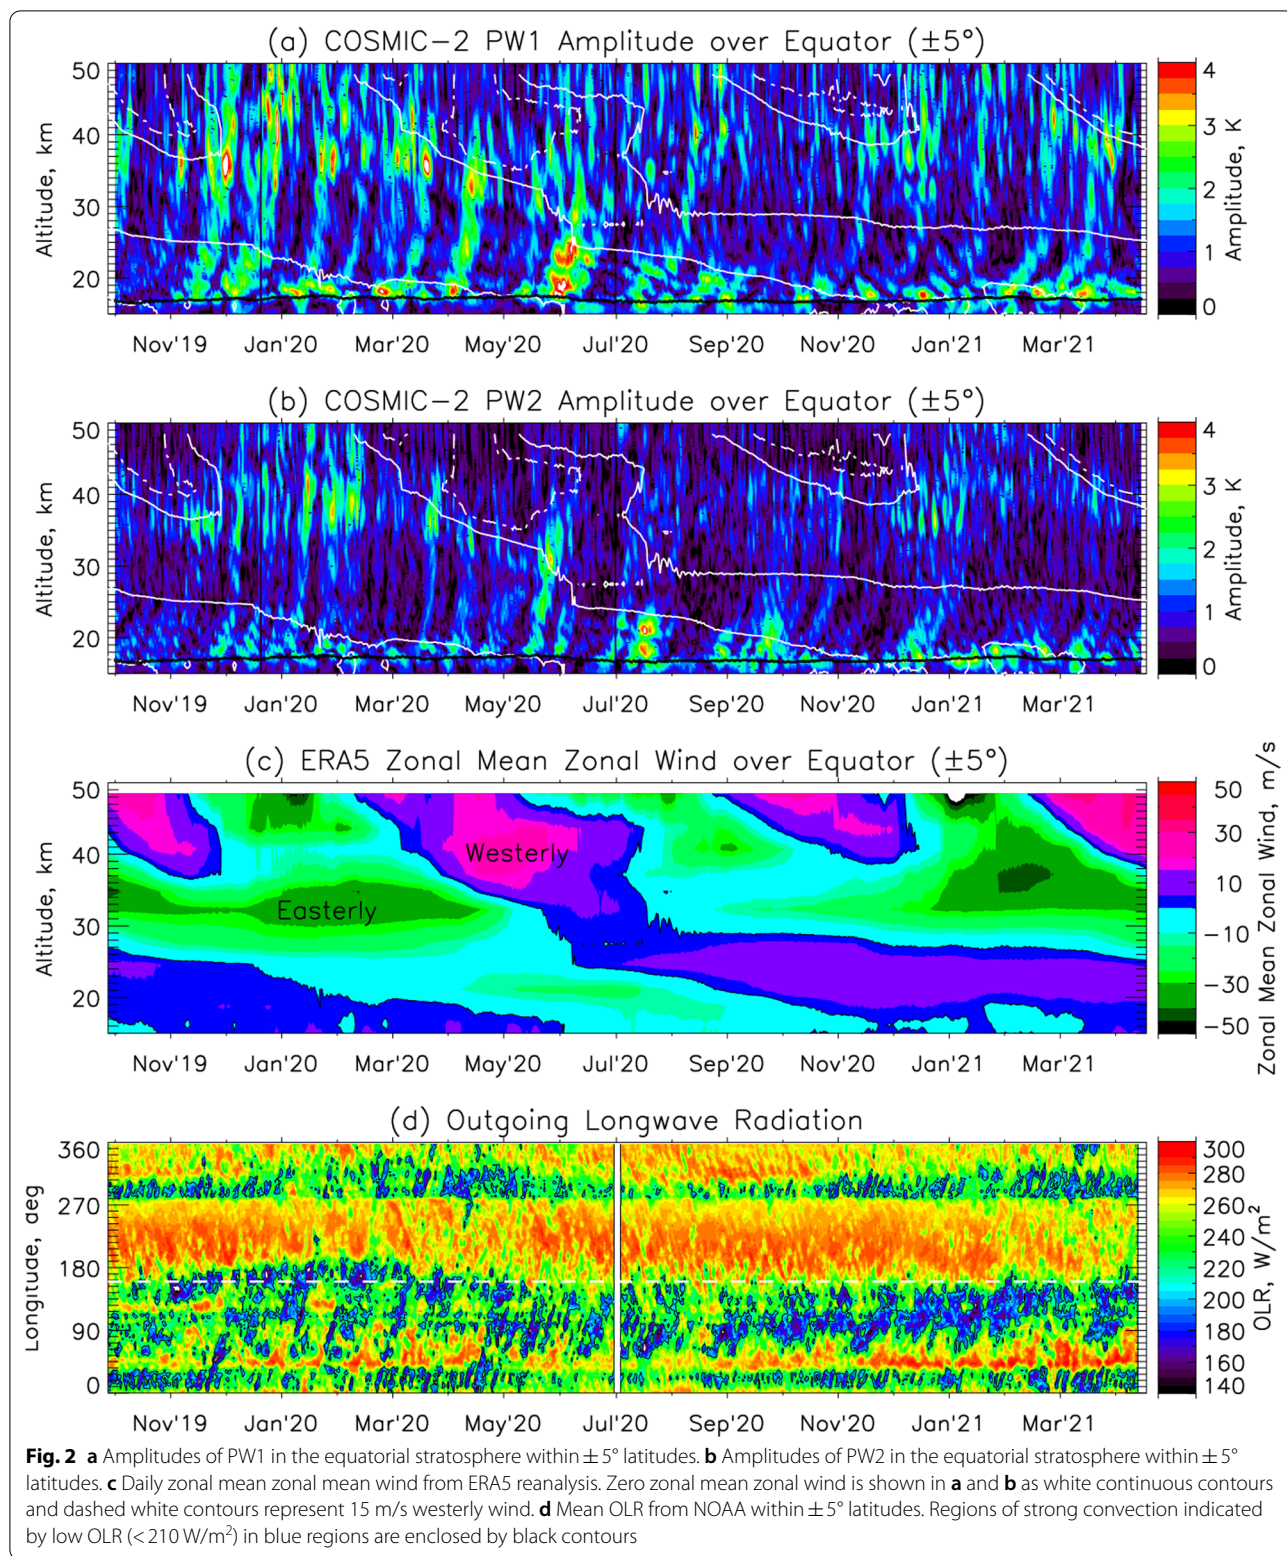 (a) COSMIC-2 PW1 Amplitude over Equator (±5°)
50
40
30
20
Altitude, km
Nov'19 Jan'20 Mar'20 May'20 Jul'20 Sep'20 Nov'20 Jan'21 Mar'21
4
3
2
1
0
Amplitude, K
(b) COSMIC-2 PW2 Amplitude over Equator (±5°)
50
40
30
20
Altitude, km
Nov'19 Jan'20 Mar'20 May'20 Jul'20 Sep'20 Nov'20 Jan'21 Mar'21
4
3
2
1
0
Amplitude, K
(c) ERA5 Zonal Mean Zonal Wind over Equator (±5°)
50
40
30
20
Altitude, km
Westerly
Easterly
Nov'19 Jan'20 Mar'20 May'20 Jul'20 Sep'20 Nov'20 Jan'21 Mar'21
50
30
10
-10
-30
-50
Zonal Mean Zonal Wind, m/s
(d) Outgoing Longwave Radiation
360
270
180
90
0
Longitude, deg
Nov'19 Jan'20 Mar'20 May'20 Jul'20 Sep'20 Nov'20 Jan'21 Mar'21
300
280
260
240
220
200
180
160
140
OLR, W/m²
Fig. 2 a Amplitudes of PW1 in the equatorial stratosphere within ± 5° latitudes. b Amplitudes of PW2 in the equatorial stratosphere within ± 5°
latitudes. c Daily zonal mean zonal mean wind from ERA5 reanalysis. Zero zonal mean zonal wind is shown in a and b as white continuous contours
and dashed white contours represent 15 m/s westerly wind. d Mean OLR from NOAA within ± 5° latitudes. Regions of strong convection indicated
by low OLR (< 210 W/m²) in blue regions are enclosed by black contours